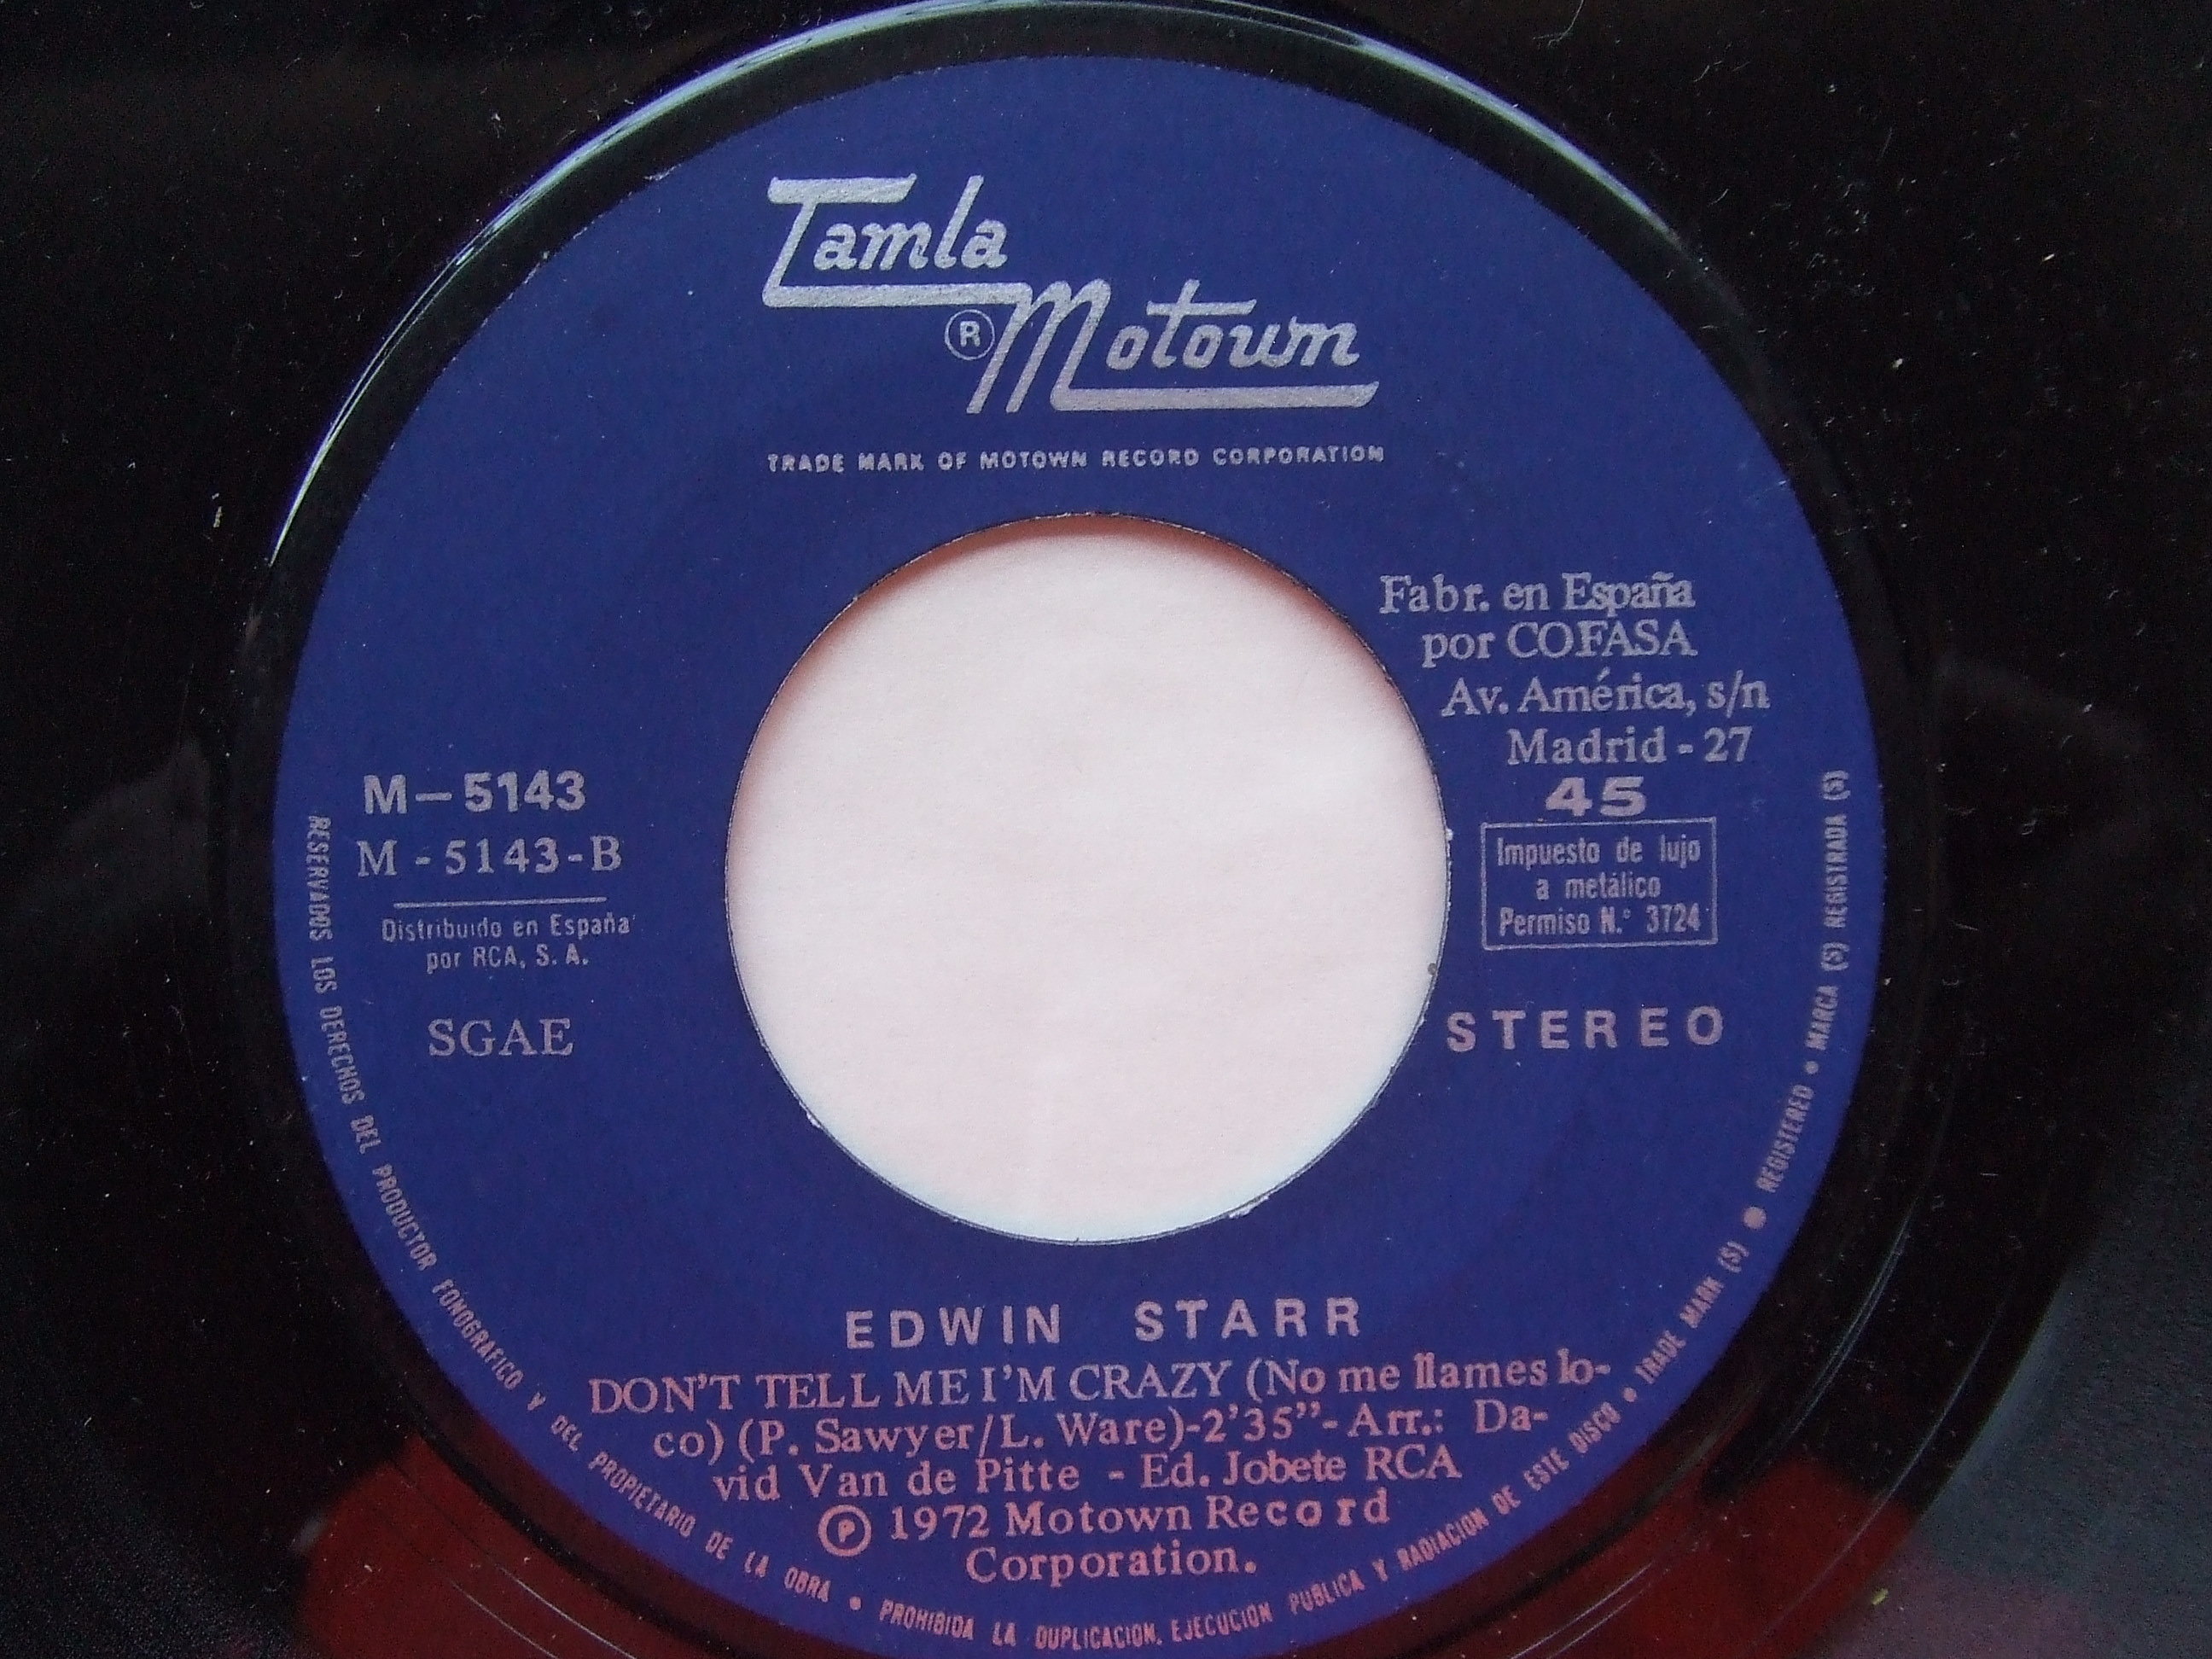 Tamla
® Motown
TRADE MARK OF MOTOWN RECORD CORPORATION
Fabr. en España
por COFASA
Av. América, s/n
Madrid - 27
45
Impuesto de lujo
a metálico
Permiso N.º 3724
STEREO
M-5143
M - 5143-B
Distribuido en España
por RCA, S. A.
SGAE
EDWIN STARR
DON'T TELL ME I'M CRAZY (No me llames lo-
co) (P. Sawyer/L. Ware)-2'35"- Arr.: Da-
vid Van de Pitte - Ed. Jobete RCA
Ⓟ 1972 Motown Record
Corporation.
RESERVADOS LOS DERECHOS DEL PRODUCTOR FONOGRAFICO Y DEL PROPIETARIO DE LA OBRA • PROHIBIDA LA DUPLICACION, EJECUCION PUBLICA Y RADIACION DE ESTE DISCO • TRADE MARK (S) • REGISTERED • MARCA (S) REGISTRADA (S)